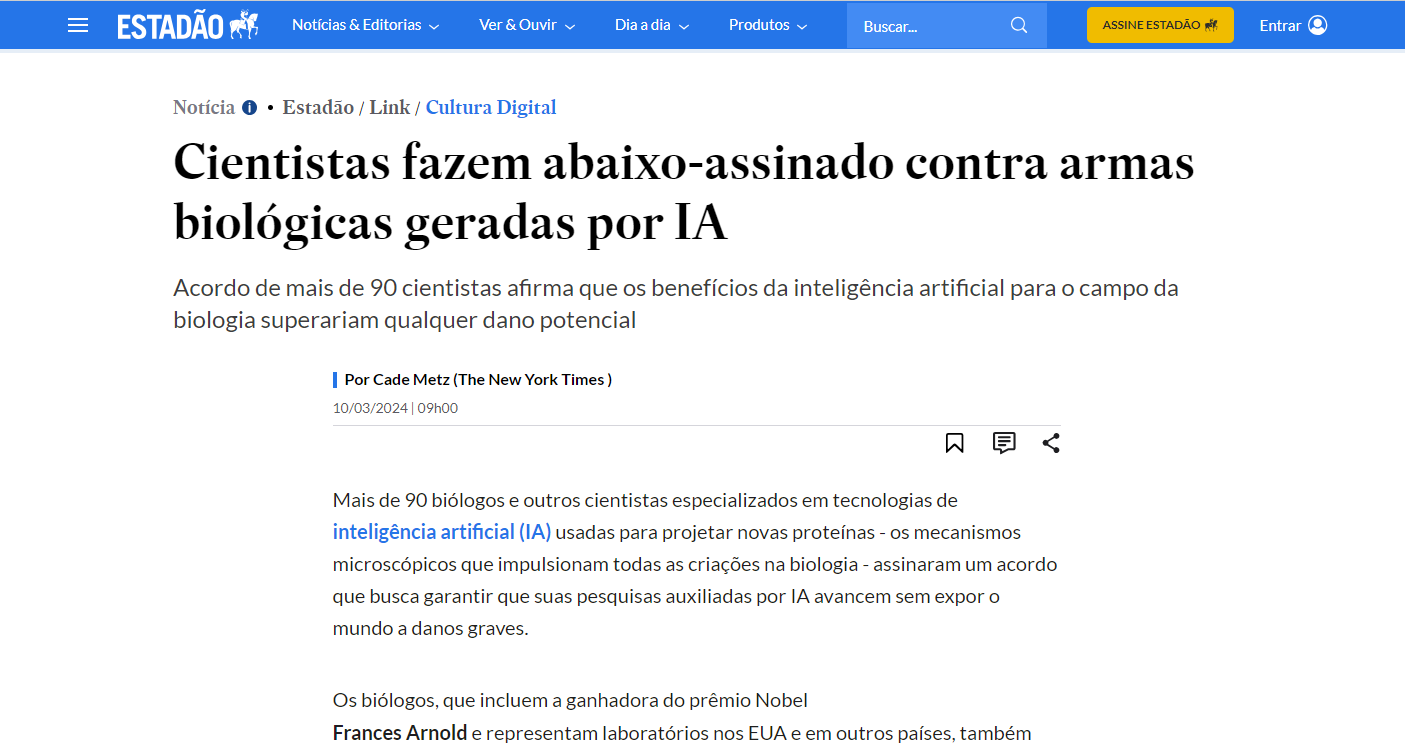 ESTADÃO Notícias & Editorias Ver & Ouvir Dia a dia Produtos Buscar... ASSINE ESTADÃO Entrar
Notícia i • Estadão / Link / Cultura Digital
Cientistas fazem abaixo-assinado contra armas
biológicas geradas por IA
Acordo de mais de 90 cientistas afirma que os benefícios da inteligência artificial para o campo da
biologia superariam qualquer dano potencial
Por Cade Metz (The New York Times )
10/03/2024 | 09h00
Mais de 90 biólogos e outros cientistas especializados em tecnologias de
inteligência artificial (IA) usadas para projetar novas proteínas - os mecanismos
microscópicos que impulsionam todas as criações na biologia - assinaram um acordo
que busca garantir que suas pesquisas auxiliadas por IA avancem sem expor o
mundo a danos graves.
Os biólogos, que incluem a ganhadora do prêmio Nobel
Frances Arnold e representam laboratórios nos EUA e em outros países, também